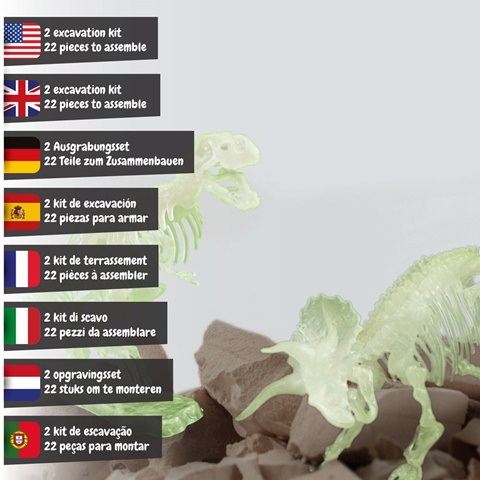 2 excavation kit
22 pieces to assemble
2 excavation kit
22 pieces to assemble
2 Ausgrabungsset
22 Teile zum Zusammenbauen
2 kit de excavación
22 piezas para armar
2 kit de terrassement
22 pièces à assembler
2 kit di scavo
22 pezzi da assemblare
2 opgravingsset
22 stuks om te monteren
2 kit de escavação
22 peças para montar